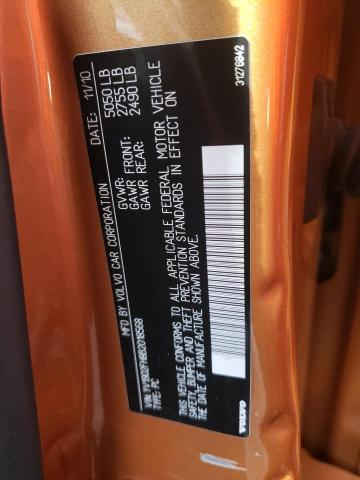 MFD BY VOLVO CAR CORPORATION DATE: 11/10
GVWR: 5050 LB
GAWR FRONT: 2755 LB
GAWR REAR: 2490 LB
THIS VEHICLE CONFORMS TO ALL APPLICABLE FEDERAL MOTOR VEHICLE
SAFETY, BUMPER AND THEFT PREVENTION STANDARDS IN EFFECT ON
THE DATE OF MANUFACTURE SHOWN ABOVE.
VIN:
TYPE: PC
VOLVO
31276842